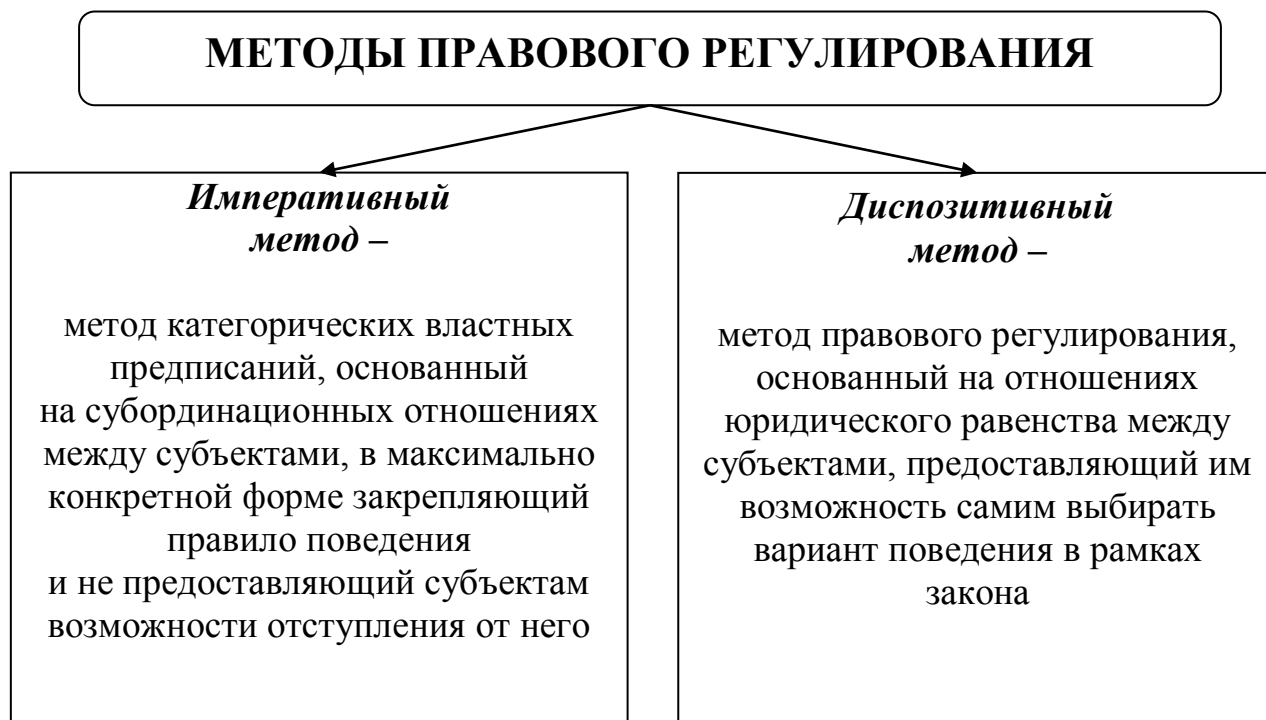 МЕТОДЫ ПРАВОВОГО РЕГУЛИРОВАНИЯ
Императивный
метод –
метод категорических властных
предписаний, основанный
на субординационных отношениях
между субъектами, в максимально
конкретной форме закрепляющий
правило поведения
и не предоставляющий субъектам
возможности отступления от него
Диспозитивный
метод –
метод правового регулирования,
основанный на отношениях
юридического равенства между
субъектами, предоставляющий им
возможность самим выбирать
вариант поведения в рамках
закона